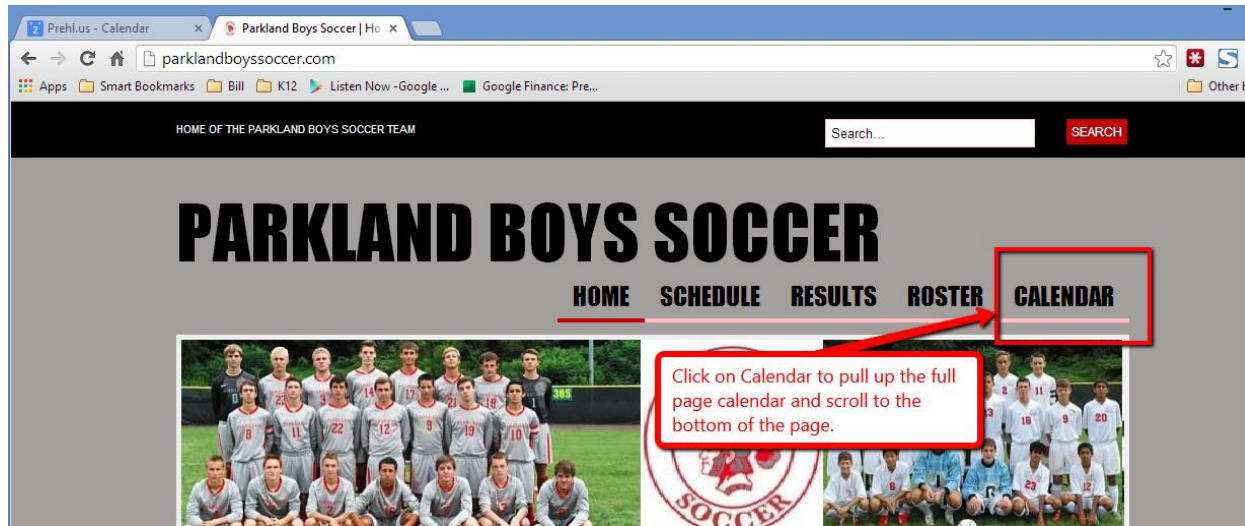 Prehl.us - Calendar
Parkland Boys Soccer | Ho
parklandboyssoccer.com
Apps Smart Bookmarks Bill K12 Listen Now -Google ... Google Finance: Pre... Other b
HOME OF THE PARKLAND BOYS SOCCER TEAM
Search...
SEARCH
PARKLAND BOYS SOCCER
HOME SCHEDULE RESULTS ROSTER CALENDAR
Click on Calendar to pull up the full
page calendar and scroll to the
bottom of the page.
365
SOCCER